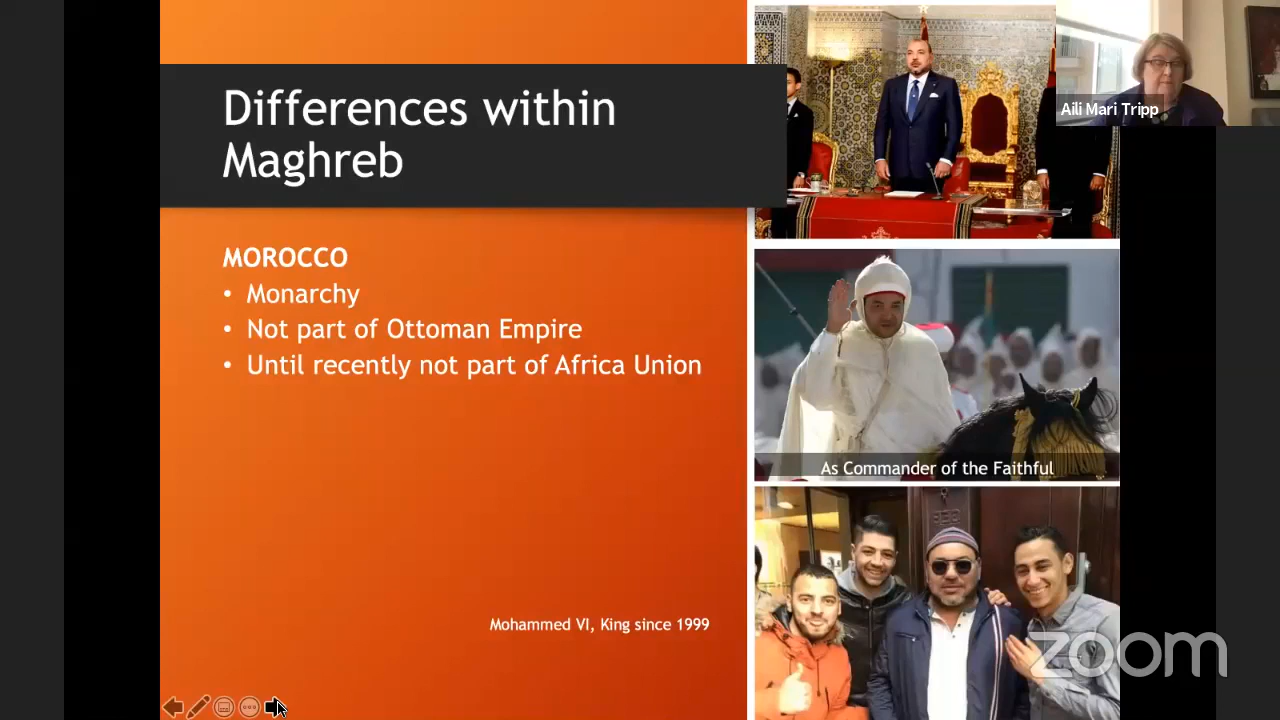 Differences within
Maghreb
MOROCCO
• Monarchy
• Not part of Ottoman Empire
• Until recently not part of Africa Union
Mohammed VI, King since 1999
Aili Mari Tripp
As Commander of the Faithful
zoom